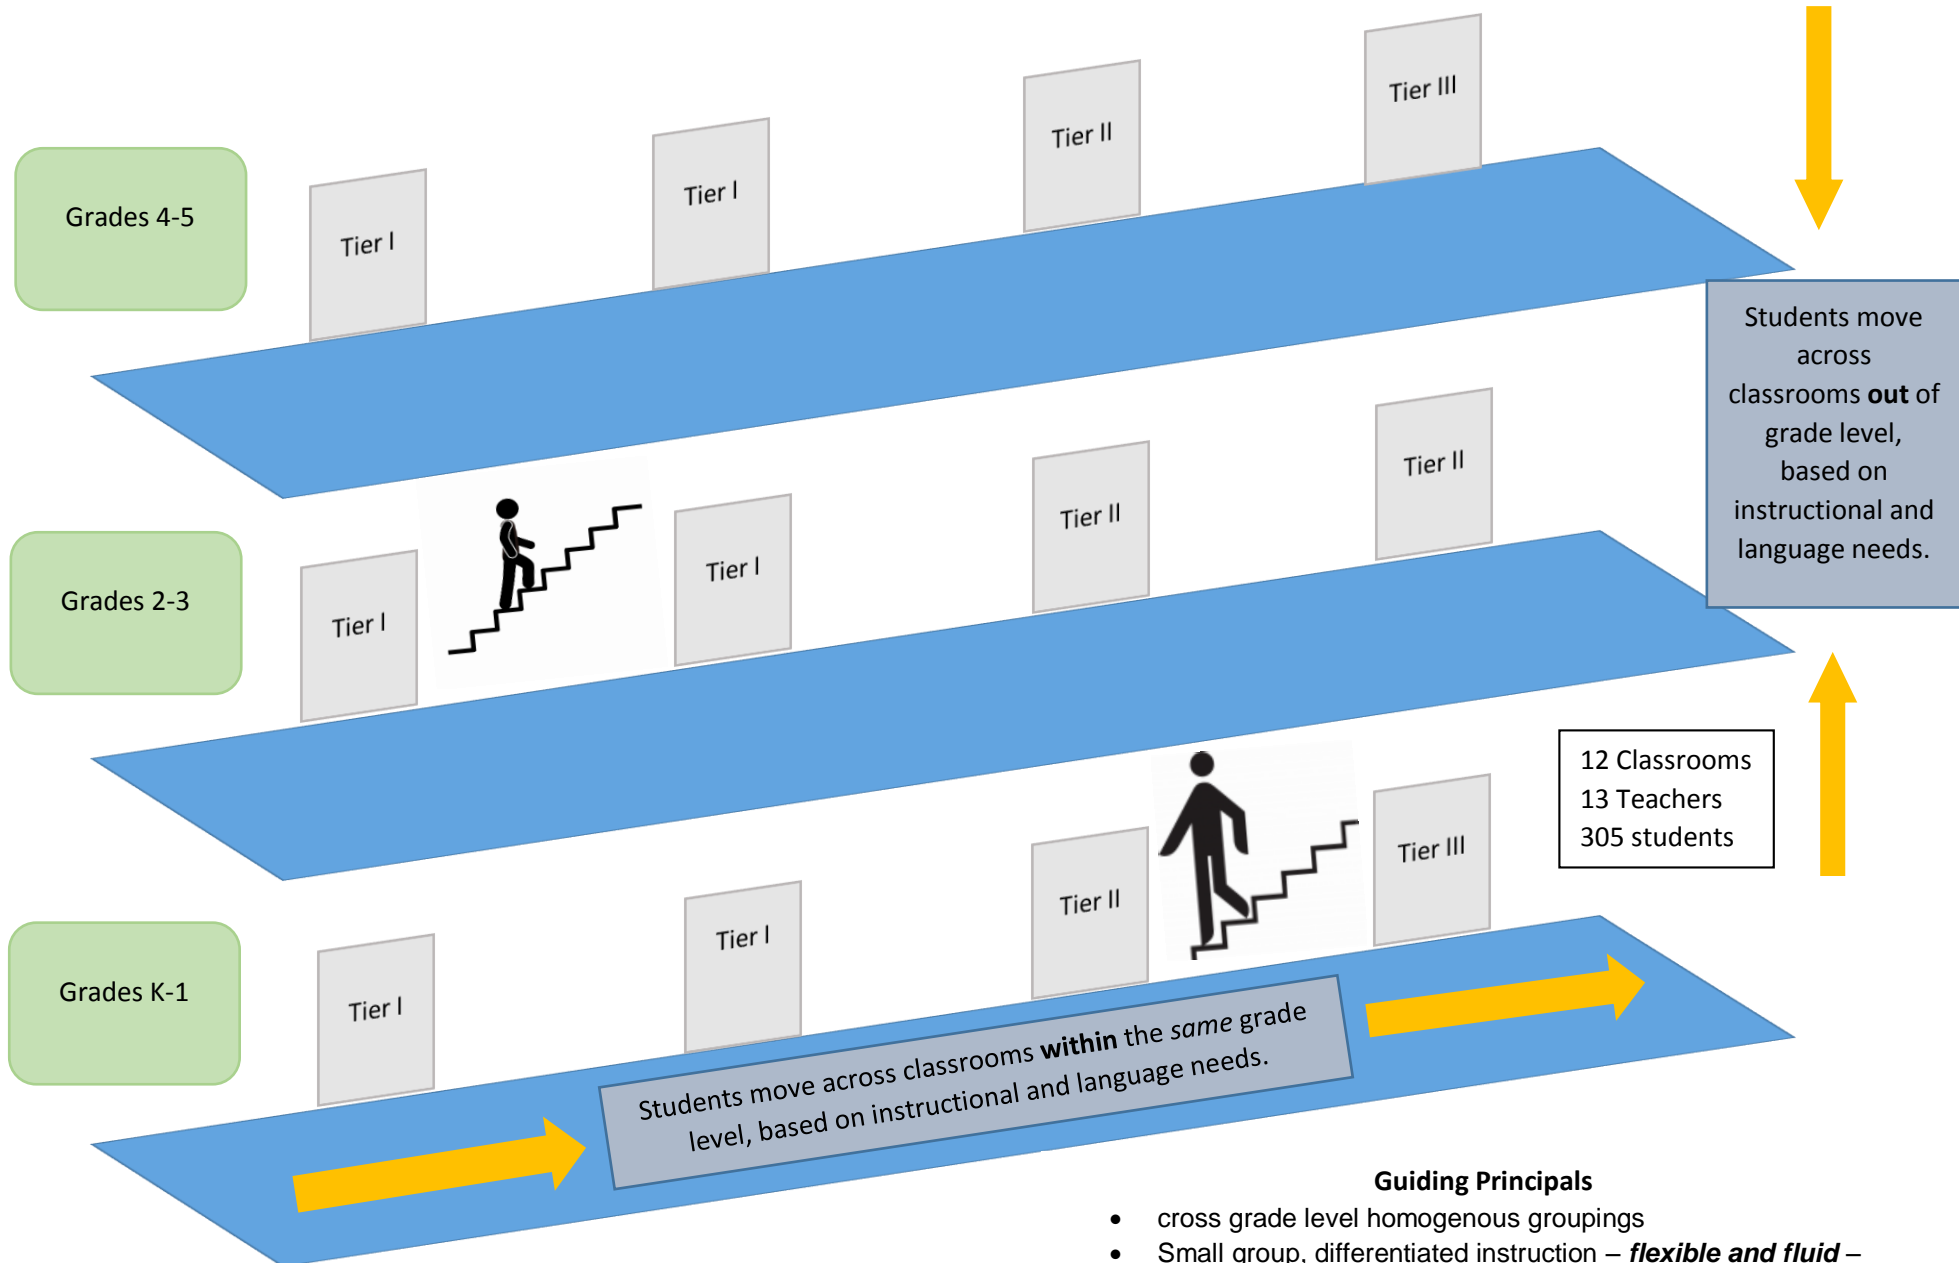 Tier III
Tier II
Tier I
Tier I
Grades 4-5
Students move
across
classrooms out of
grade level,
based on
instructional and
language needs.
Tier II
Tier II
Tier I
Tier I
Grades 2-3
12 Classrooms
13 Teachers
305 students
Tier III
Tier II
Tier I
Tier I
Grades K-1
Students move across classrooms within the same grade
level, based on instructional and language needs.
Guiding Principals
• cross grade level homogenous groupings
• Small group, differentiated instruction – flexible and fluid –